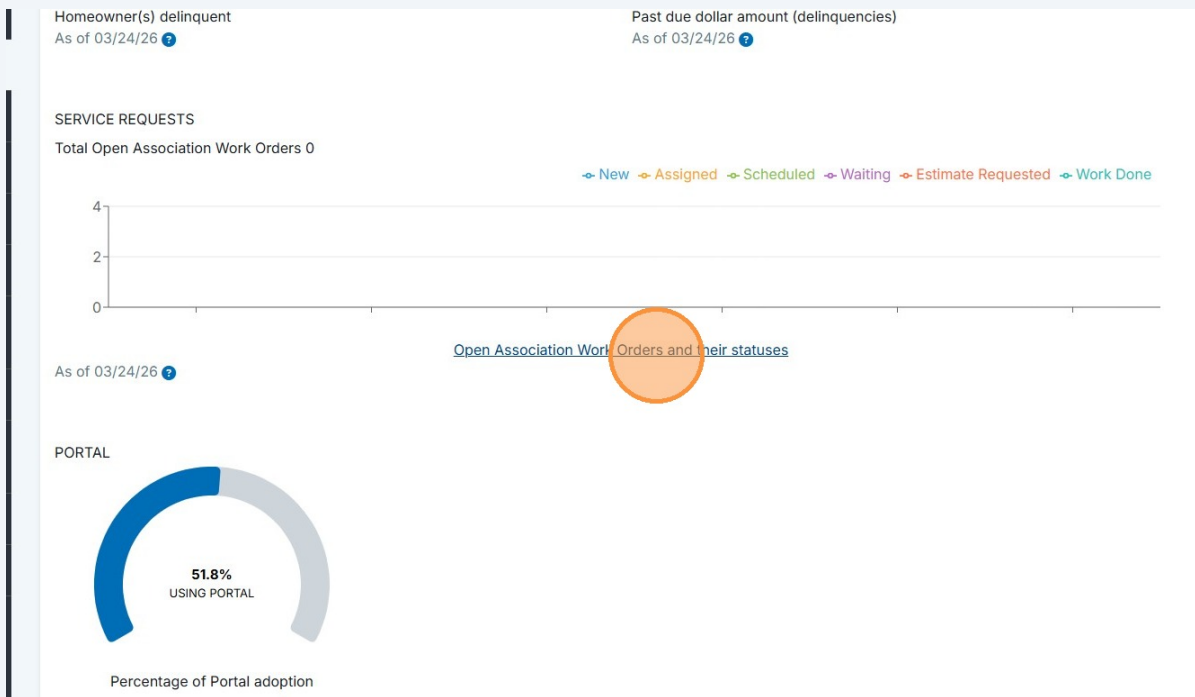 Homeowner(s) delinquent
Past due dollar amount (delinquencies)
As of 03/24/26 ?
As of 03/24/26 ?
SERVICE REQUESTS
Total Open Association Work Orders 0
New Assigned Scheduled Waiting Estimate Requested Work Done
4
2
0
Open Association Work Orders and their statuses
As of 03/24/26 ?
PORTAL
51.8%
USING PORTAL
Percentage of Portal adoption